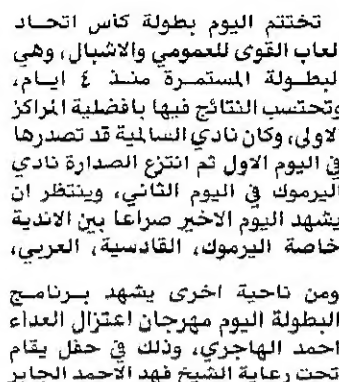 تختتم اليوم بطولة كأس اتحاد
لعاب القوى للعمومي والاشبال، وهي
لبطولة المستمرة منذ ٤ ايام،
وتحتسب النتائج فيها بافضلية المراكز
الاولى، وكان نادي السالمية قد تصدرها
في اليوم الاول ثم انتزع الصدارة نادي
اليرموك في اليوم الثاني، وينتظر ان
يشهد اليوم الاخير صراعا بين الاندية
خاصة اليرموك، القادسية، العربي،
ومن ناحية اخرى يشهد برنامج
البطولة اليوم مهرجان اعتزال العداء
احمد الهاجري، وذلك في حفل يقام
تحت رعاية الشيخ فهد الاحمد الجابر